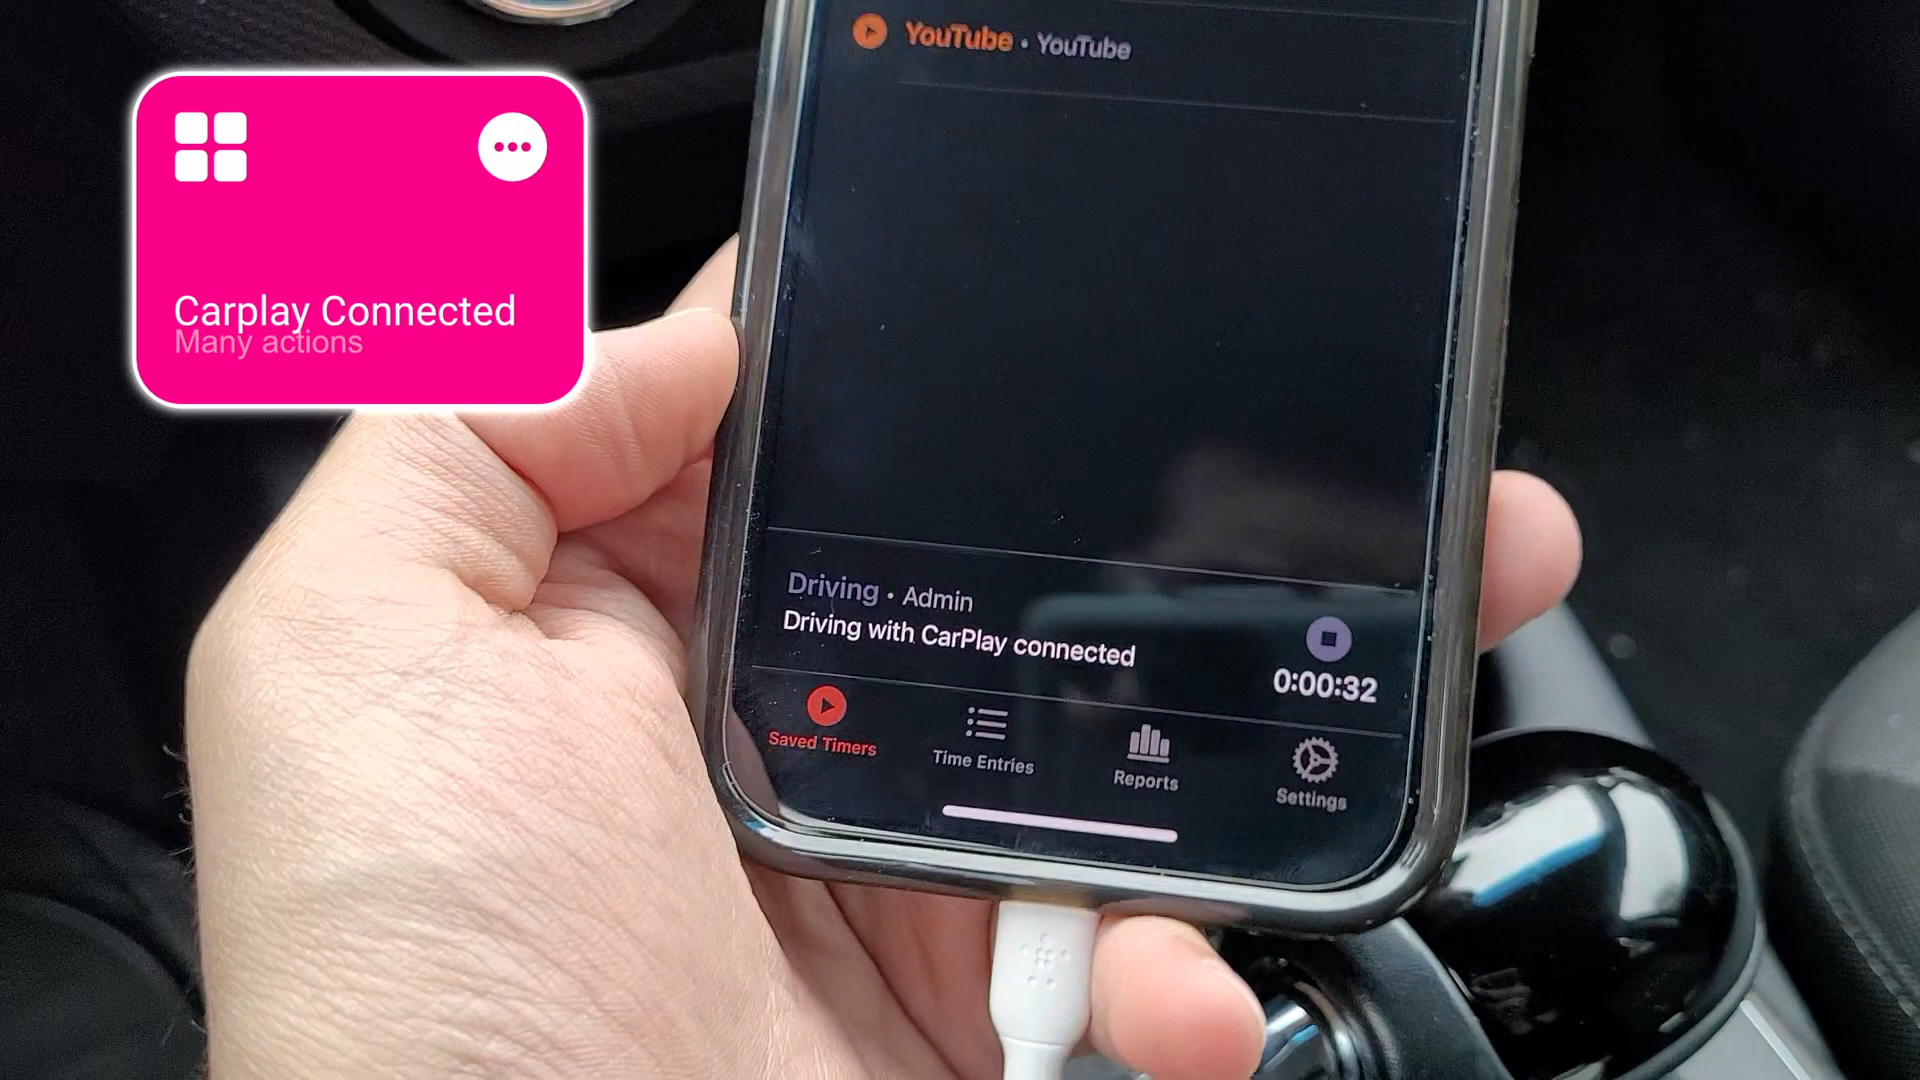 YouTube • YouTube
Carplay Connected
Many actions
Driving • Admin
Driving with CarPlay connected
0:00:32
Saved Timers
Time Entries
Reports
Settings